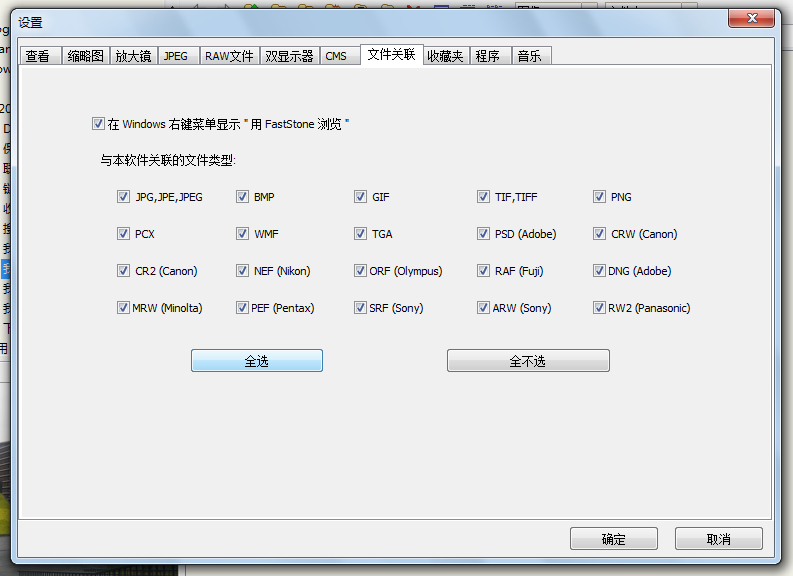 设置
查看 缩略图 放大镜 JPEG RAW文件 双显示器 CMS 文件关联 收藏夹 程序 音乐
在 Windows 右键菜单显示 " 用 FastStone 浏览 "
与本软件关联的文件类型:
JPG,JPE,JPEG BMP GIF TIF,TIFF PNG
PCX WMF TGA PSD (Adobe) CRW (Canon)
CR2 (Canon) NEF (Nikon) ORF (Olympus) RAF (Fuji) DNG (Adobe)
MRW (Minolta) PEF (Pentax) SRF (Sony) ARW (Sony) RW2 (Panasonic)
全选 全不选
确定 取消